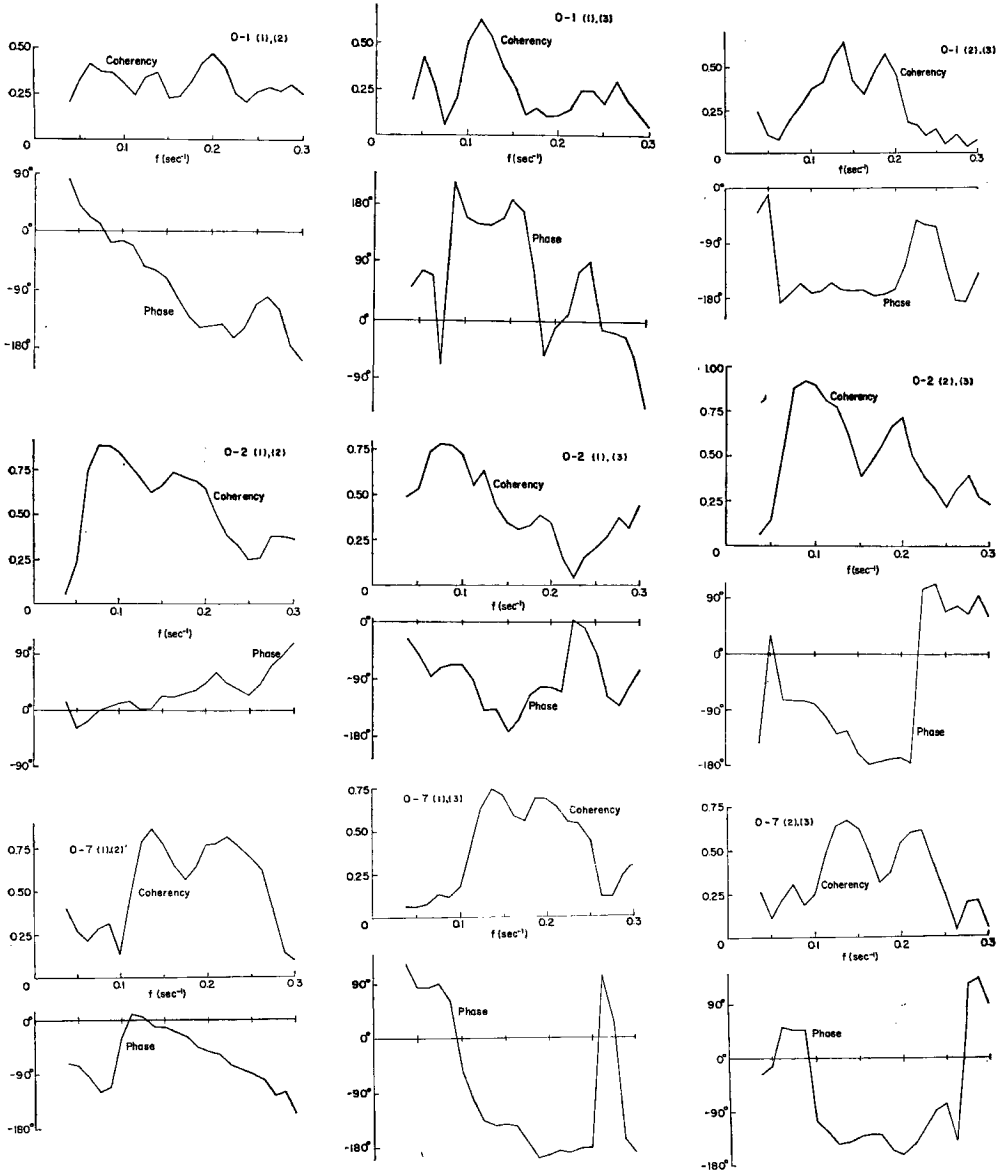 O-1 (1),(2)
0.50
0.25
0
Coherency
0.1
0.2
0.3
f (sec⁻¹)
90°
0°
-90°
-180°
Phase
O-1 (1),(3)
0.50
0.25
0
Coherency
0.1
0.2
0.3
f(sec⁻¹)
180°
90°
0°
-90°
Phase
O-1 (2),(3)
0.50
0.25
0
Coherency
0.1
0.2
0.3
f(sec⁻¹)
0°
-90°
-180°
Phase
O-2 (1),(2)
0.75
0.50
0.25
0
Coherency
0.1
0.2
0.3
f (sec⁻¹)
90°
0°
-90°
Phase
O-2 (1),(3)
0.75
0.50
0.25
0
Coherency
0.1
0.2
0.3
f (sec⁻¹)
0°
-90°
-180°
Phase
O-2 (2),(3)
1.00
0.75
0.50
0.25
0
Coherency
0.1
0.2
0.3
f(sec⁻¹)
90°
0°
-90°
-180°
Phase
O-7 (1),(2)
0.75
0.50
0.25
0
Coherency
0.1
0.2
0.3
f (sec⁻¹)
0°
-90°
-180°
Phase
O-7 (1),(3)
0.75
0.50
0.25
0
Coherency
0.1
0.2
0.3
f (sec⁻¹)
90°
0°
-90°
-180°
Phase
O-7 (2),(3)
0.75
0.50
0.25
0
Coherency
0.1
0.2
0.3
f (sec⁻¹)
90°
0°
-90°
-180°
Phase